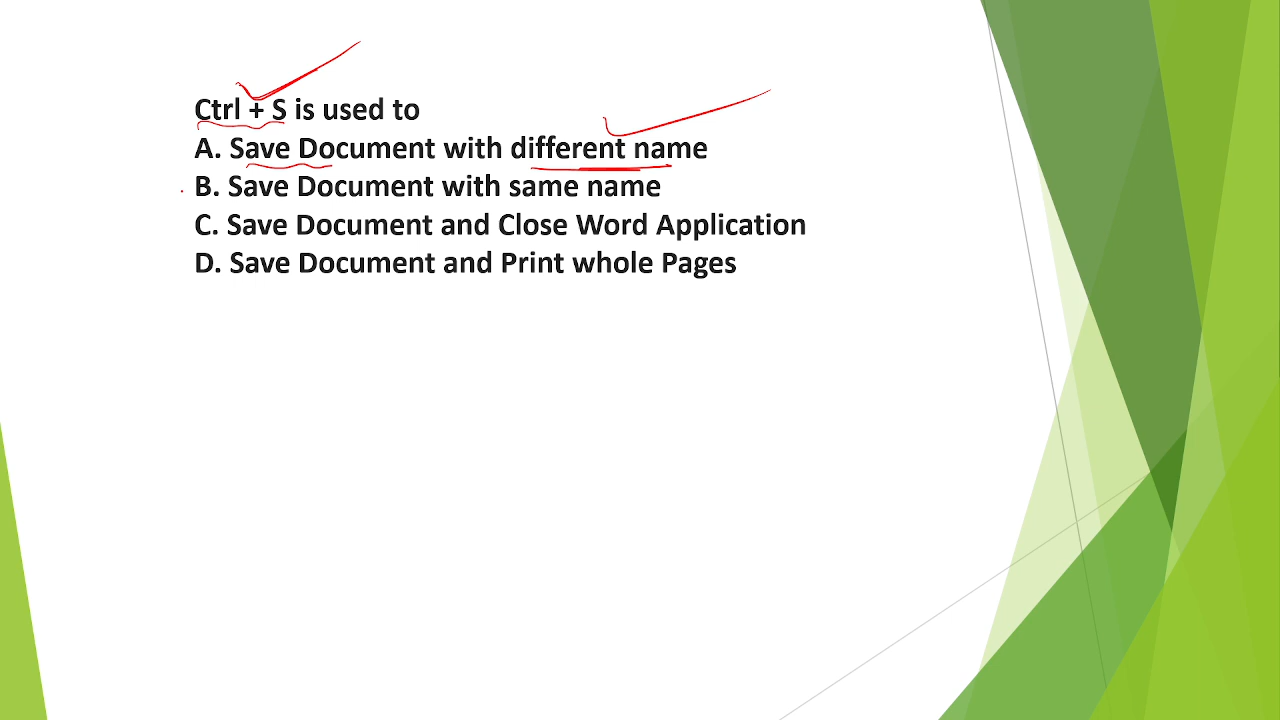 Ctrl + S is used to
A. Save Document with different name
B. Save Document with same name
C. Save Document and Close Word Application
D. Save Document and Print whole Pages